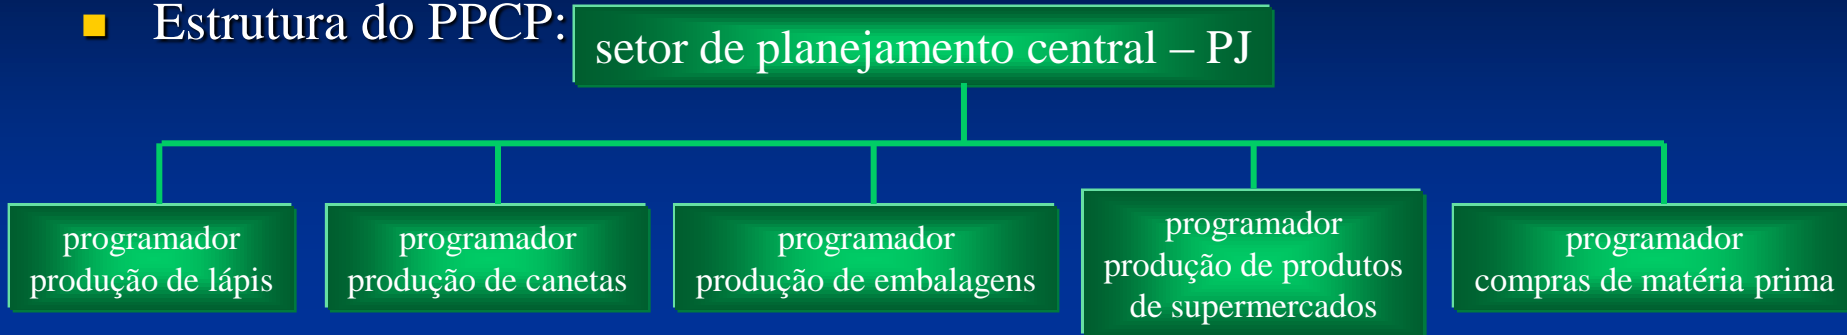 Estrutura do PPCP:
setor de planejamento central – PJ
programador
produção de lápis
programador
produção de canetas
programador
produção de embalagens
programador
produção de produtos
de supermercados
programador
compras de matéria prima